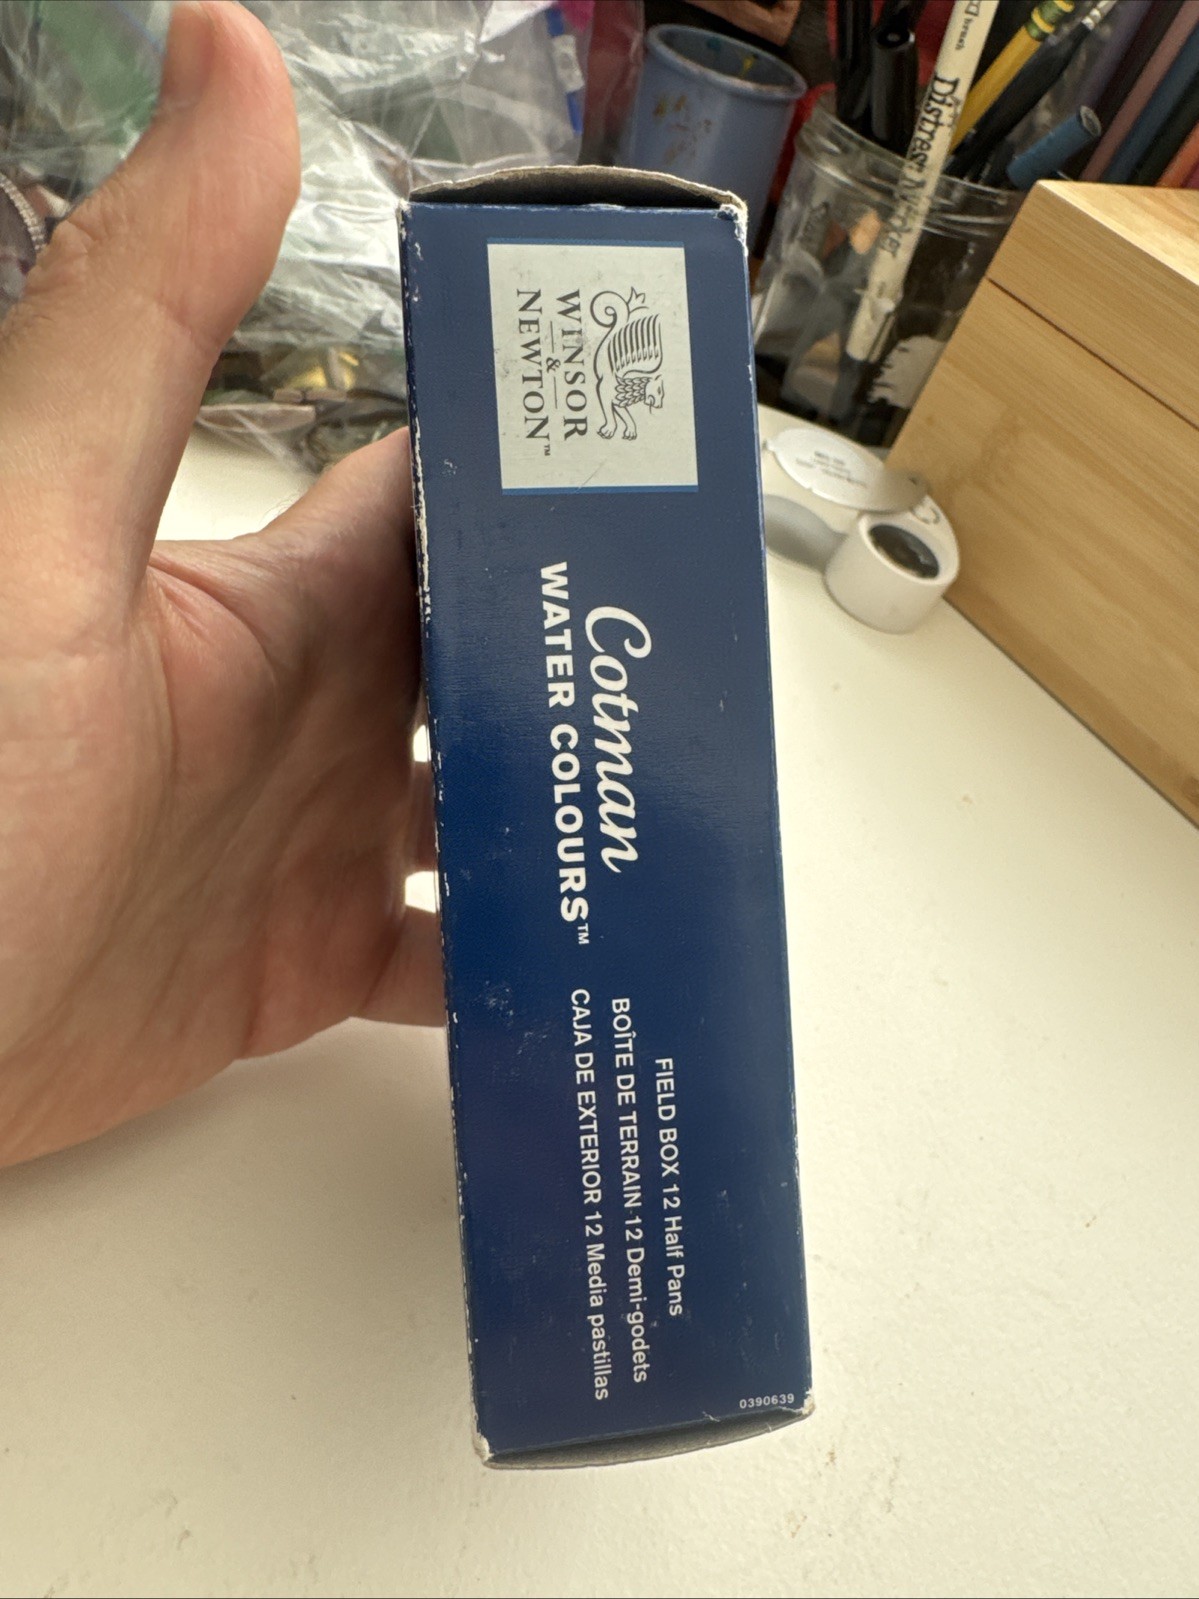 WINSOR
&
NEWTON™
Cotman
WATER COLOURS™
FIELD BOX 12 Half Pans
BOÎTE DE TERRAIN 12 Demi-godets
CAJA DE EXTERIOR 12 Media pastillas
0390639
Distress
brush